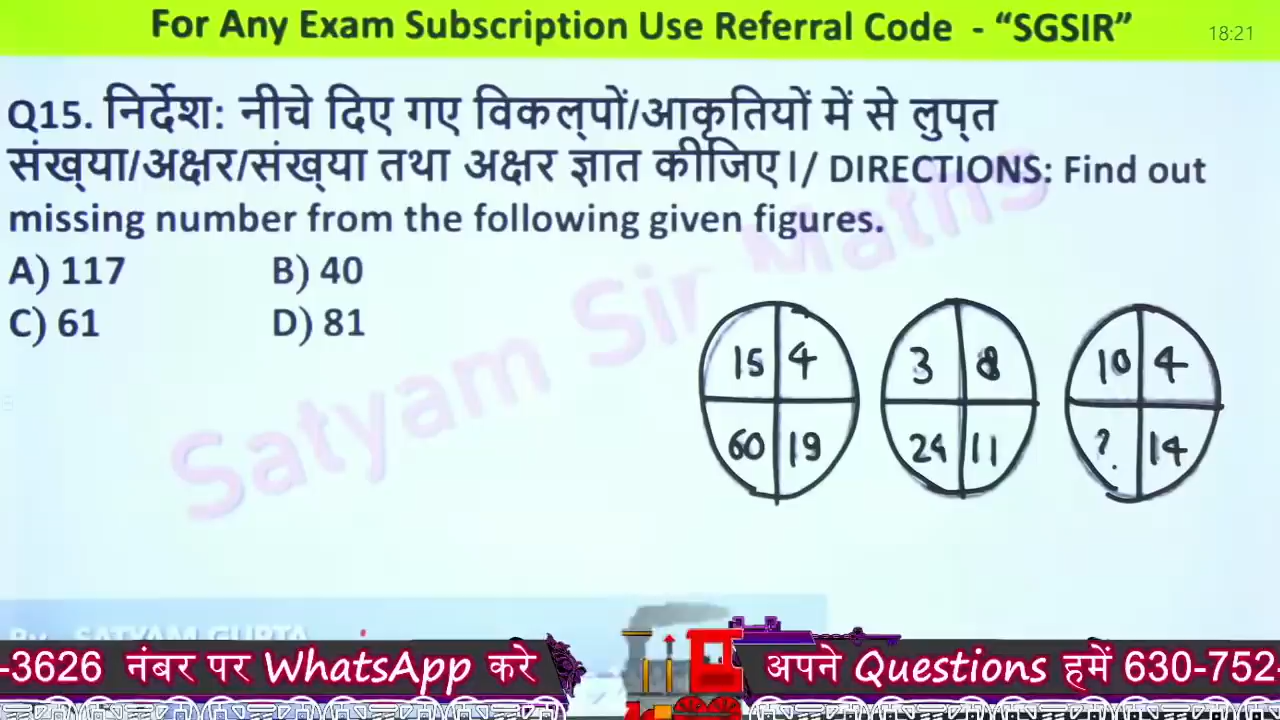 For Any Exam Subscription Use Referral Code - “SGSIR”
18:21
Q15. निर्देश: नीचे दिए गए विकल्पों/आकृतियों में से लुप्त
संख्या/अक्षर/संख्या तथा अक्षर ज्ञात कीजिए।/ DIRECTIONS: Find out
missing number from the following given figures.
A) 117 B) 40
C) 61 D) 81
Satyam Sir Maths
15 4 3 8 10 4
60 19 24 11 ? 14
SATYAM GUPTA
-3626 नंबर पर WhatsApp करे अपने Questions हमें 630-752